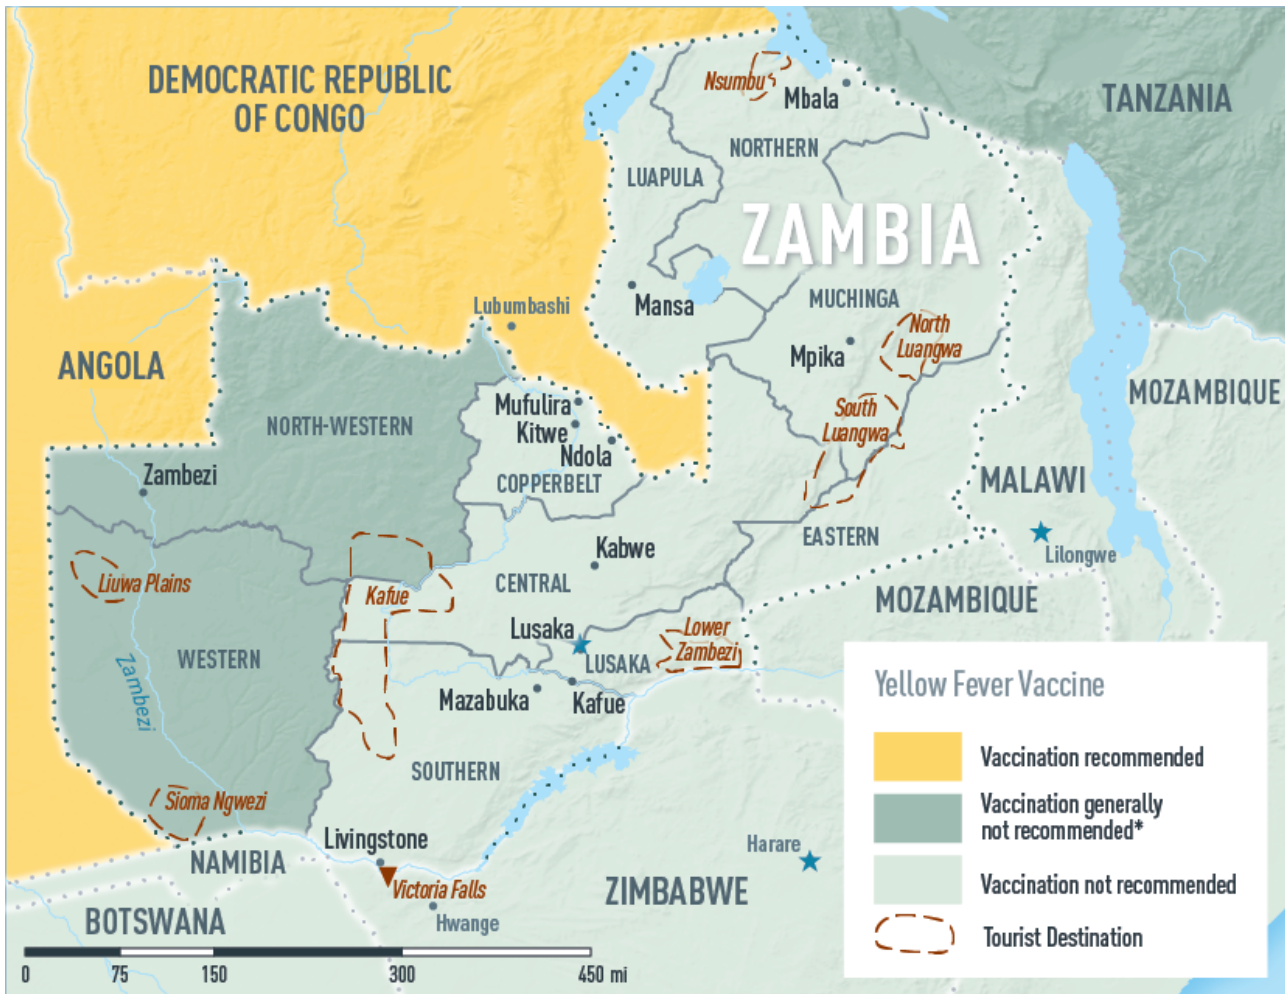 DEMOCRATIC REPUBLIC
OF CONGO
TANZANIA
Nsumbu
Mbala
NORTHERN
LUAPULA
ZAMBIA
Mansa
MUCHINGA
Lubumbashi
North
Luangwa
Mpika
ANGOLA
MOZAMBIQUE
Mufulira
Kitwe
Ndola
COPPERBELT
South
Luangwa
NORTH-WESTERN
Zambezi
MALAWI
EASTERN
Lilongwe
Kabwe
CENTRAL
Liuwa Plains
Kafue
MOZAMBIQUE
Lusaka
LUSAKA
Lower
Zambezi
WESTERN
Zambezi
Mazabuka
Kafue
SOUTHERN
Sioma Ngwezi
Livingstone
NAMIBIA
Victoria Falls
Hwange
ZIMBABWE
Harare
BOTSWANA
Yellow Fever Vaccine
Vaccination recommended
Vaccination generally
not recommended*
Vaccination not recommended
Tourist Destination
0 75 150 300 450 mi